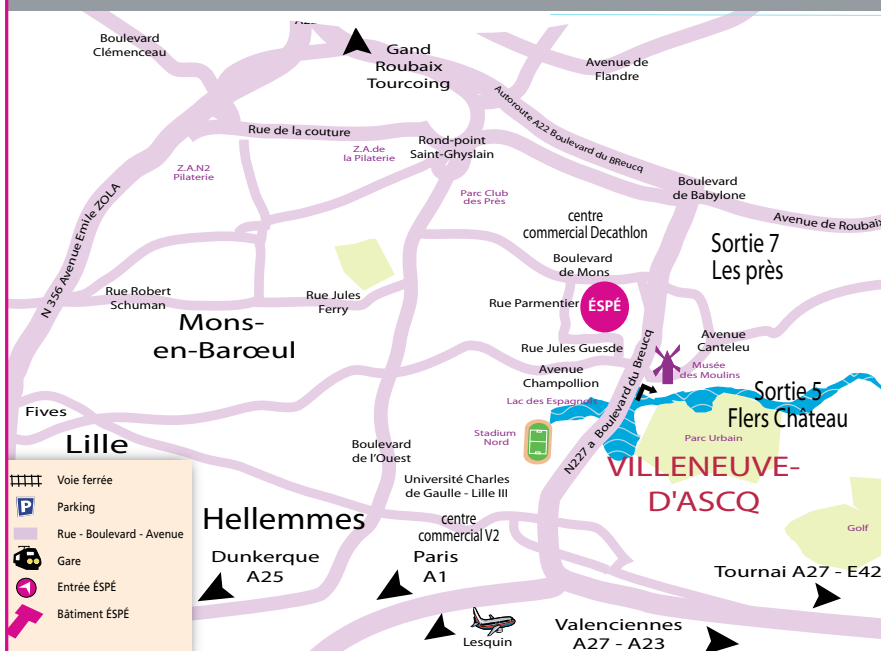 Boulevard
Clémenceau
Gand
Roubaix
Tourcoing
Avenue de
Flandre
Autoroute A22 Boulevard du BReucq
Rue de la couture
Rond-point
Saint-Ghyslain
Z.A.de
la Pilaterie
Z.A.N2
Pilaterie
Parc Club
des Près
Boulevard
de Babylone
Avenue de Roubaix
centre
commercial Decathlon
Sortie 7
Les près
N 356 Avenue Emile ZOLA
Boulevard
de Mons
Rue Robert
Schuman
Rue Jules
Ferry
Rue Parmentier
ÉSPÉ
Mons-
en-Barœul
Rue Jules Guesde
Avenue
Canteleu
Musée
des Moulins
Avenue
Champollion
Lac des Espagnols
N227 a Boulevard du Breucq
Sortie 5
Flers Château
Fives
Lille
Stadium
Nord
Parc Urbain
Boulevard
de l'Ouest
VILLENEUVE-
D'ASCQ
Université Charles
de Gaulle - Lille III
Hellemmes
centre
commercial V2
Golf
Dunkerque
A25
Paris
A1
Tournai A27 - E42
Lesquin
Valenciennes
A27 - A23
Voie ferrée
P
Parking
Rue - Boulevard - Avenue
Gare
Entrée ÉSPÉ
Bâtiment ÉSPÉ